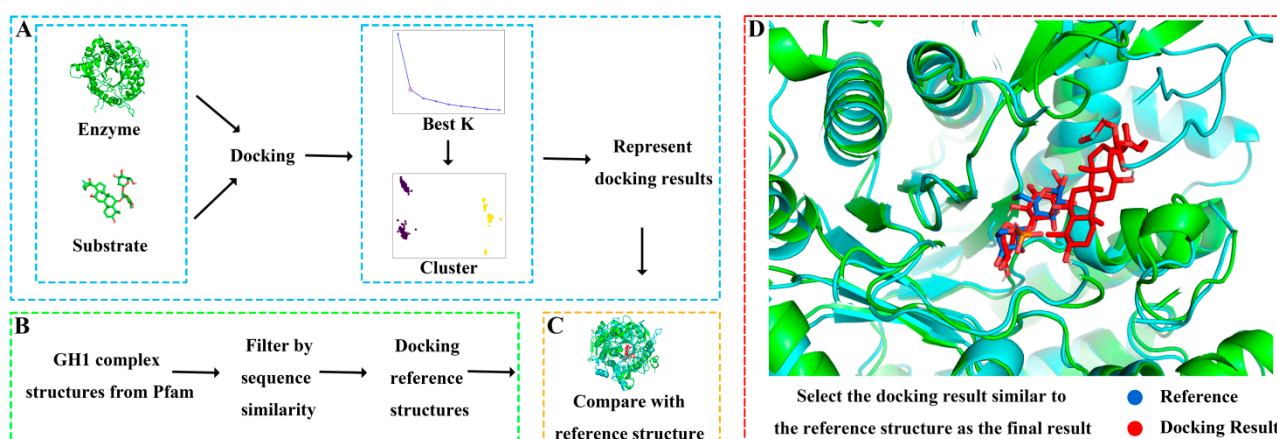 A
Enzyme
Substrate
Docking
Best K
Cluster
Represent
docking results
B
GH1 complex
structures from Pfam
Filter by
sequence
similarity
Docking
reference
structures
C
Compare with
reference structure
D
Select the docking result similar to
the reference structure as the final result
Reference
Docking Result